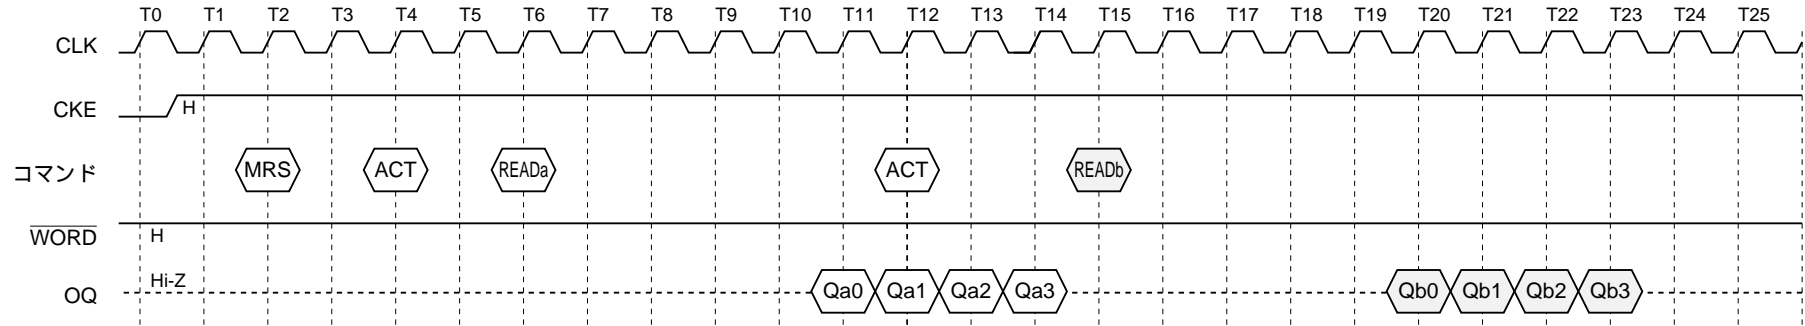 T0 T1 T2 T3 T4 T5 T6 T7 T8 T9 T10 T11 T12 T13 T14 T15 T16 T17 T18 T19 T20 T21 T22 T23 T24 T25
CLK
CKE H
コマンド MRS ACT READa ACT READb
WORD H
OQ Hi-Z Qa0 Qa1 Qa2 Qa3 Qb0 Qb1 Qb2 Qb3